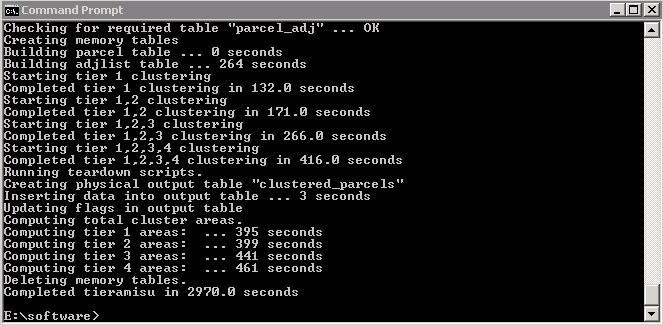 Command Prompt
Checking for required table "parcel_adj" ... OK
Creating memory tables
Building parcel table ... 0 seconds
Building adjlist table ... 264 seconds
Starting tier 1 clustering
Completed tier 1 clustering in 132.0 seconds
Starting tier 1,2 clustering
Completed tier 1,2 clustering in 171.0 seconds
Starting tier 1,2,3 clustering
Completed tier 1,2,3 clustering in 266.0 seconds
Starting tier 1,2,3,4 clustering
Completed tier 1,2,3,4 clustering in 416.0 seconds
Running teardown scripts.
Creating physical output table "clustered_parcels"
Inserting data into output table ... 3 seconds
Updating flags in output table
Computing total cluster areas.
Computing tier 1 areas:  ... 395 seconds
Computing tier 2 areas:  ... 399 seconds
Computing tier 3 areas:  ... 441 seconds
Computing tier 4 areas:  ... 461 seconds
Deleting memory tables.
Completed tieramisu in 2970.0 seconds
E:\software>